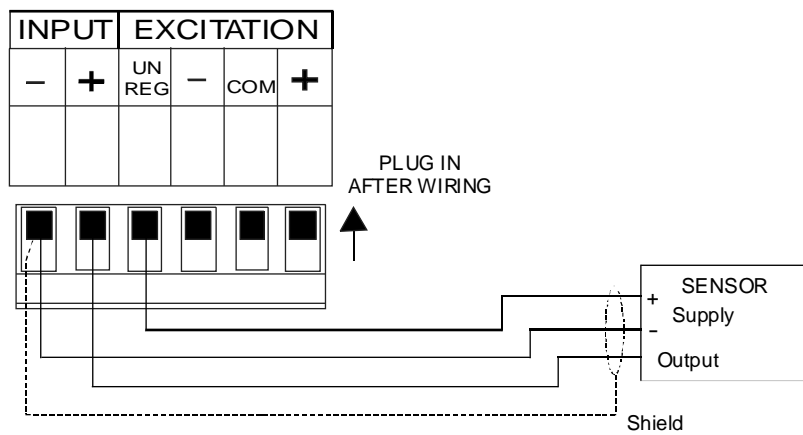 INPUT EXCITATION
– + UN REG – COM +
PLUG IN
AFTER WIRING
SENSOR
+ Supply
–
Output
Shield